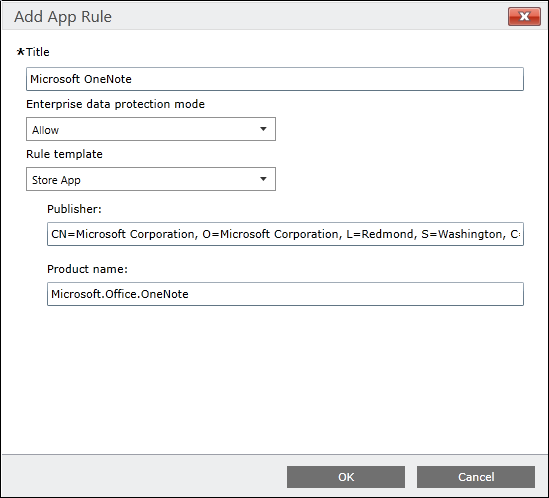 Add App Rule
*Title
Microsoft OneNote
Enterprise data protection mode
Allow
Rule template
Store App
Publisher:
CN=Microsoft Corporation, O=Microsoft Corporation, L=Redmond, S=Washington, C=
Product name:
Microsoft.Office.OneNote
OK Cancel